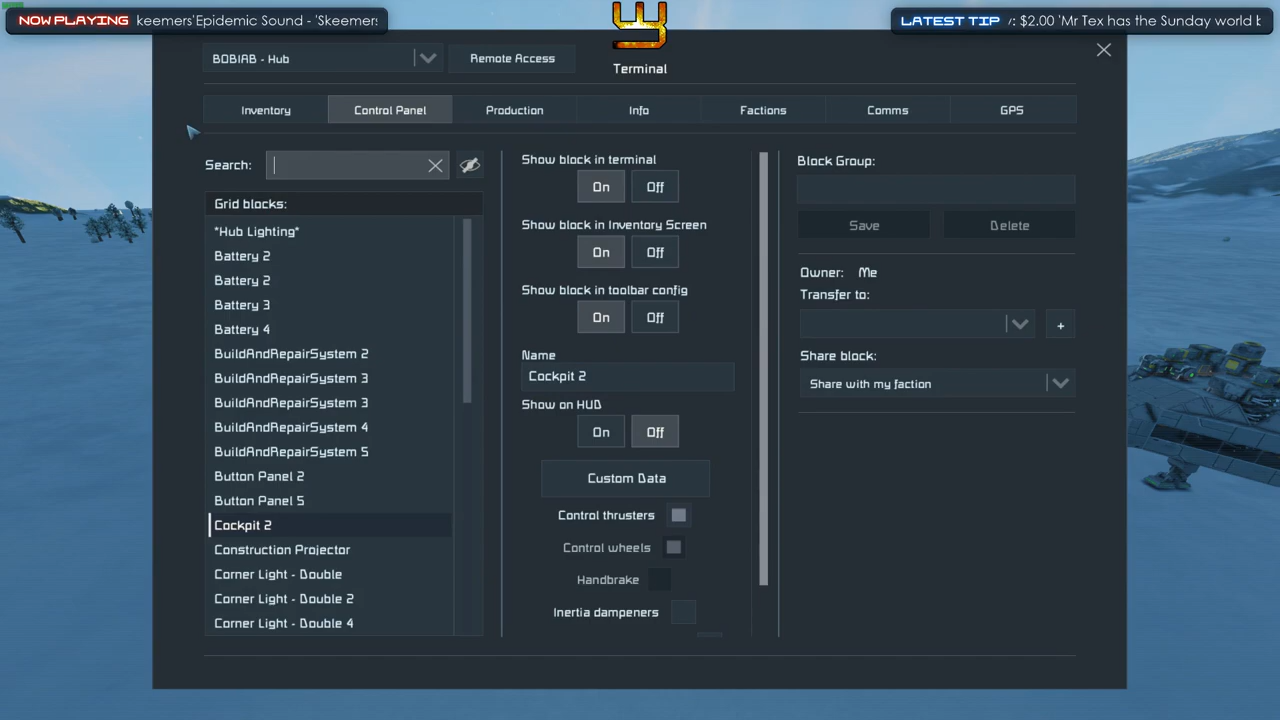 NOW PLAYING keemers'Epidemic Sound - 'Skeemers
LATEST TIP y: $2.00 'Mr Tex has the Sunday world b
BOBIAB - Hub
Remote Access
Terminal
Inventory
Control Panel
Production
Info
Factions
Comms
GPS
Search:
Grid blocks:
*Hub Lighting*
Battery 2
Battery 2
Battery 3
Battery 4
BuildAndRepairSystem 2
BuildAndRepairSystem 3
BuildAndRepairSystem 3
BuildAndRepairSystem 4
BuildAndRepairSystem 5
Button Panel 2
Button Panel 5
Cockpit 2
Construction Projector
Corner Light - Double
Corner Light - Double 2
Corner Light - Double 4
Show block in terminal
On Off
Show block in Inventory Screen
On Off
Show block in toolbar config
On Off
Name
Cockpit 2
Show on HUD
On Off
Custom Data
Control thrusters
Control wheels
Handbrake
Inertia dampeners
Block Group:
Save
Delete
Owner: Me
Transfer to:
+
Share block:
Share with my faction